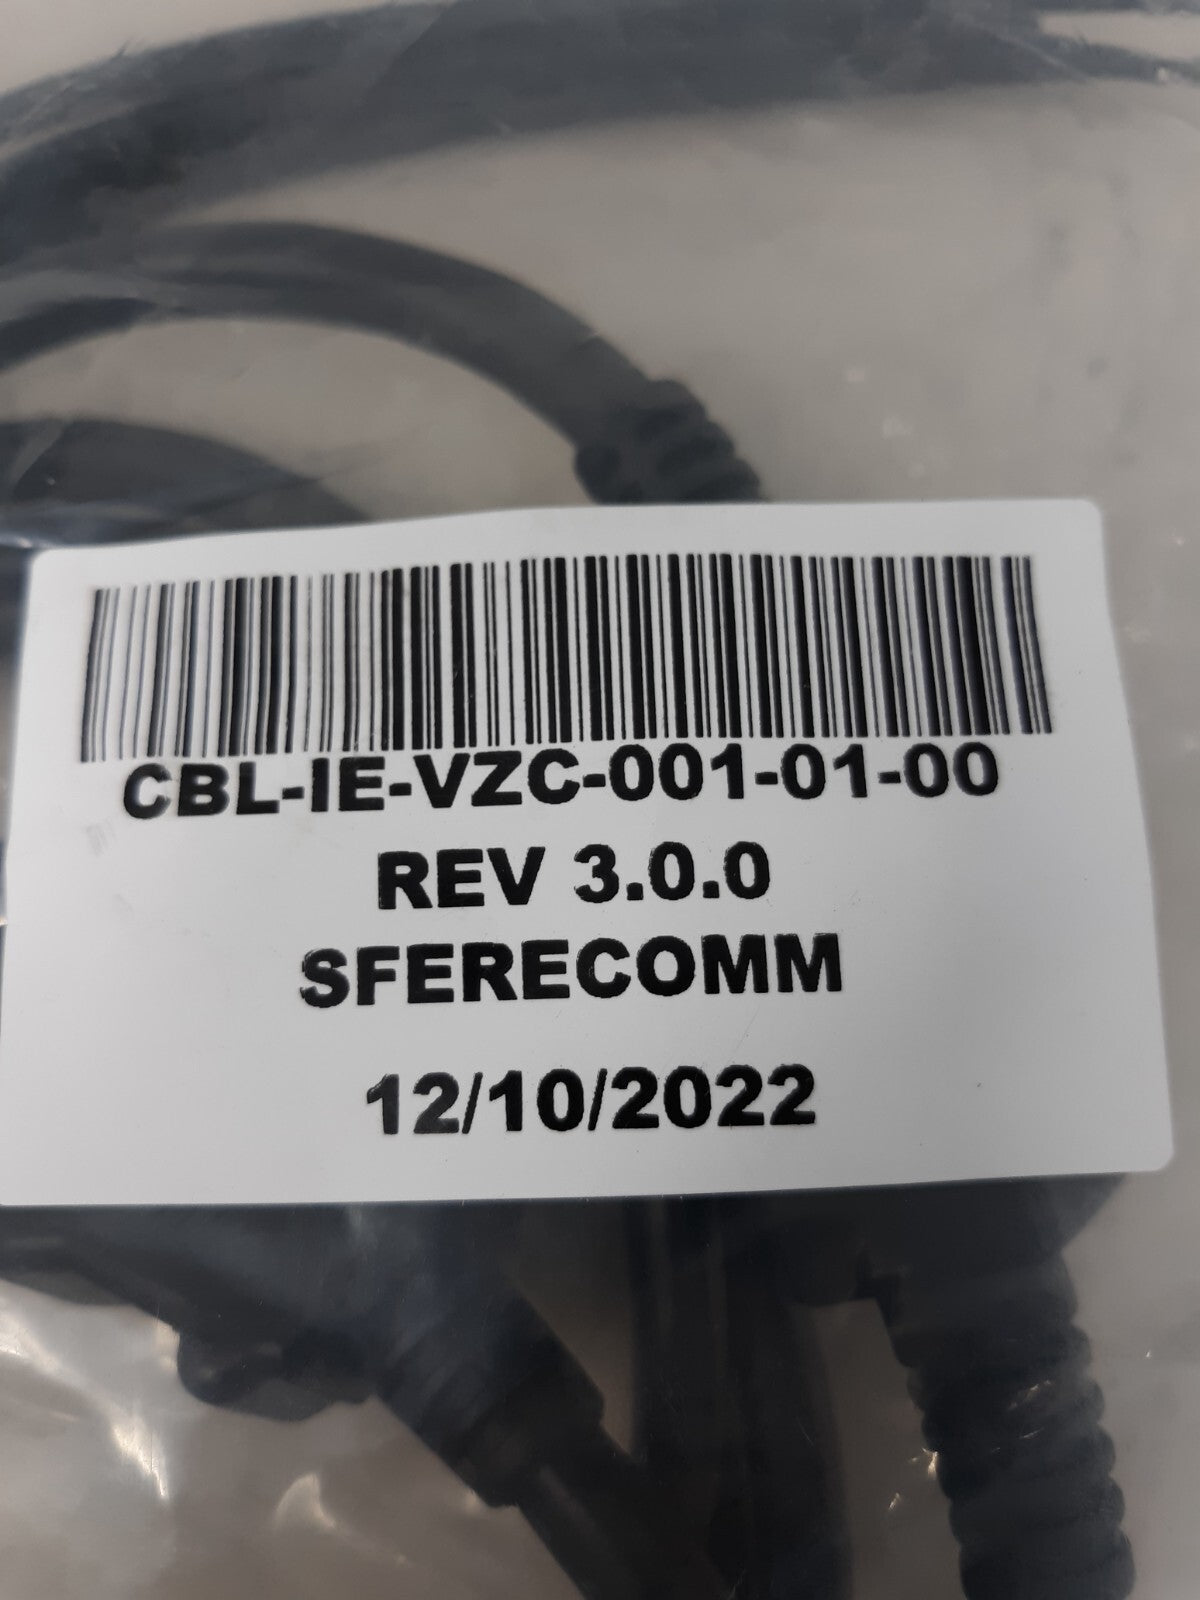 CBL-IE-VZC-001-01-00
REV 3.0.0
SFERECOMM
12/10/2022